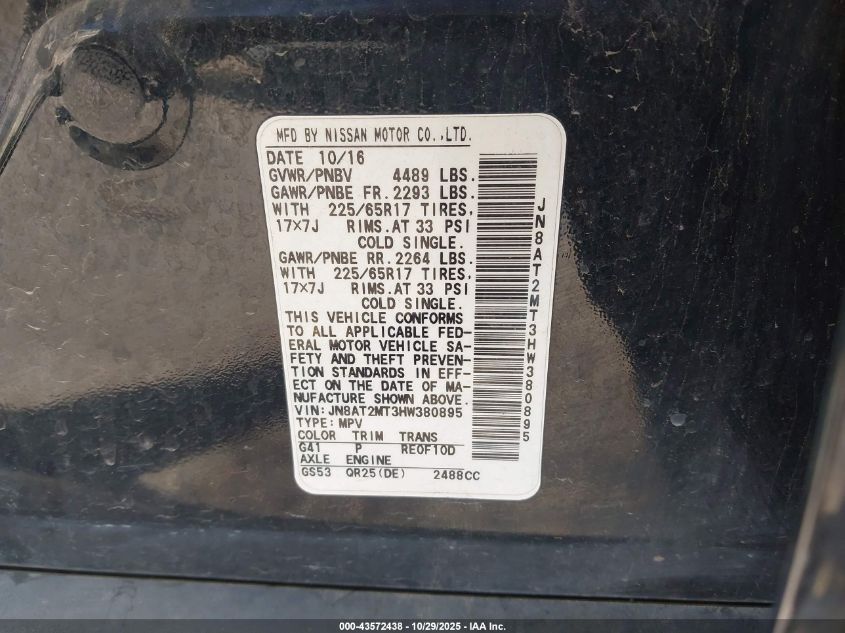 MFD BY NISSAN MOTOR CO.,LTD.
DATE 10/16
GVWR/PNBV 4489 LBS.
GAWR/PNBE FR. 2293 LBS.
WITH 225/65R17 TIRES,
17×7J RIMS.AT 33 PSI
COLD SINGLE.
GAWR/PNBE RR. 2264 LBS.
WITH 225/65R17 TIRES,
17×7J RIMS.AT 33 PSI
COLD SINGLE.
THIS VEHICLE CONFORMS
TO ALL APPLICABLE FED-
ERAL MOTOR VEHICLE SA-
FETY AND THEFT PREVEN-
TION STANDARDS IN EFF-
ECT ON THE DATE OF MA-
NUFACTURE SHOWN ABOVE.
VIN: JN8AT2MT3HW380895
TYPE: MPV
COLOR TRIM TRANS
G41 P RE0F10D
AXLE ENGINE
GS53 QR25(DE) 2488CC
JN8AT2MT3HW380895
000-43572438 - 10/29/2025 - IAA Inc.